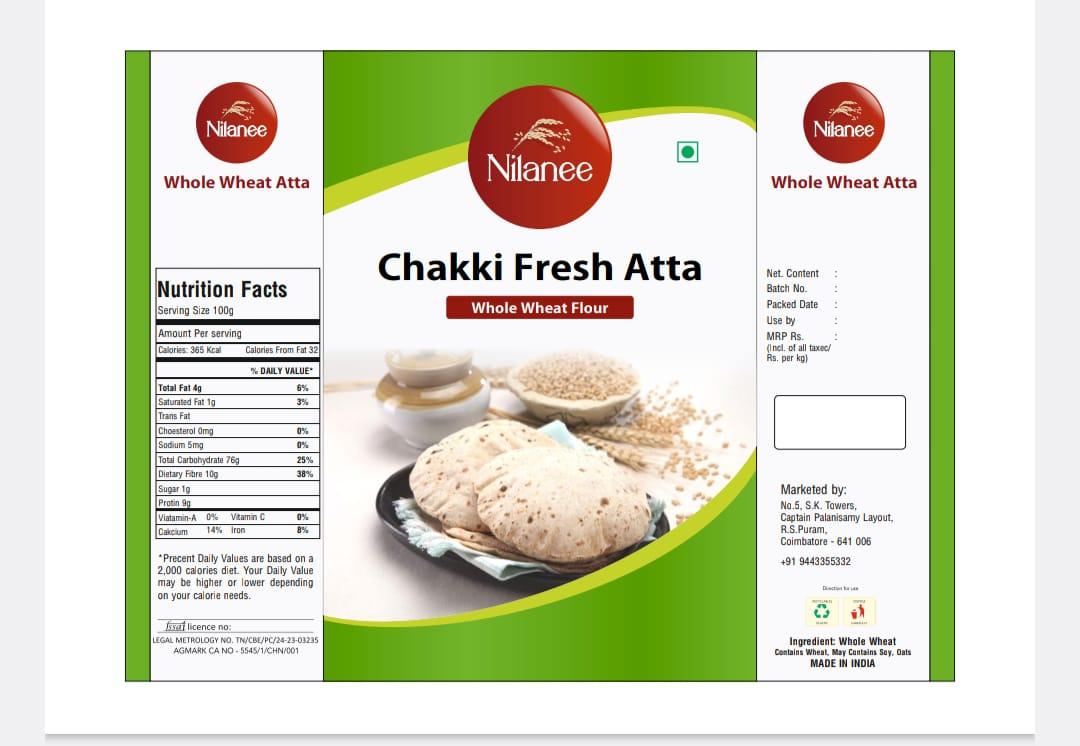 Nilanee
Whole Wheat Atta
Nutrition Facts
Serving Size 100g
Amount Per serving
Calories: 365 Kcal Calories From Fat 32
% DAILY VALUE*
Total Fat 4g 6%
Saturated Fat 1g 3%
Trans Fat
Choesterol 0mg 0%
Sodium 5mg 0%
Total Carbohydrate 76g 25%
Dietary Fibre 10g 38%
Sugar 1g
Protin 9g
Viatamin-A 0% Vitamin C 0%
Cakcium 14% Iron 8%
*Precent Daily Values are based on a
2,000 calories diet. Your Daily Value
may be higher or lower depending
on your calorie needs.
fssai licence no:
LEGAL METROLOGY NO. TN/CBE/PC/24-23-03235
AGMARK CA NO - 5545/1/CHN/001
Nilanee
Chakki Fresh Atta
Whole Wheat Flour
Nilanee
Whole Wheat Atta
Net. Content :
Batch No. :
Packed Date :
Use by :
MRP Rs. :
(Incl. of all taxec/
Rs. per kg)
Marketed by:
No.5, S.K. Towers,
Captain Palanisamy Layout,
R.S.Puram,
Coimbatore - 641 006
+91 9443355332
Direction for use
Ingredient: Whole Wheat
Contains Wheat, May Contains Soy, Oats
MADE IN INDIA